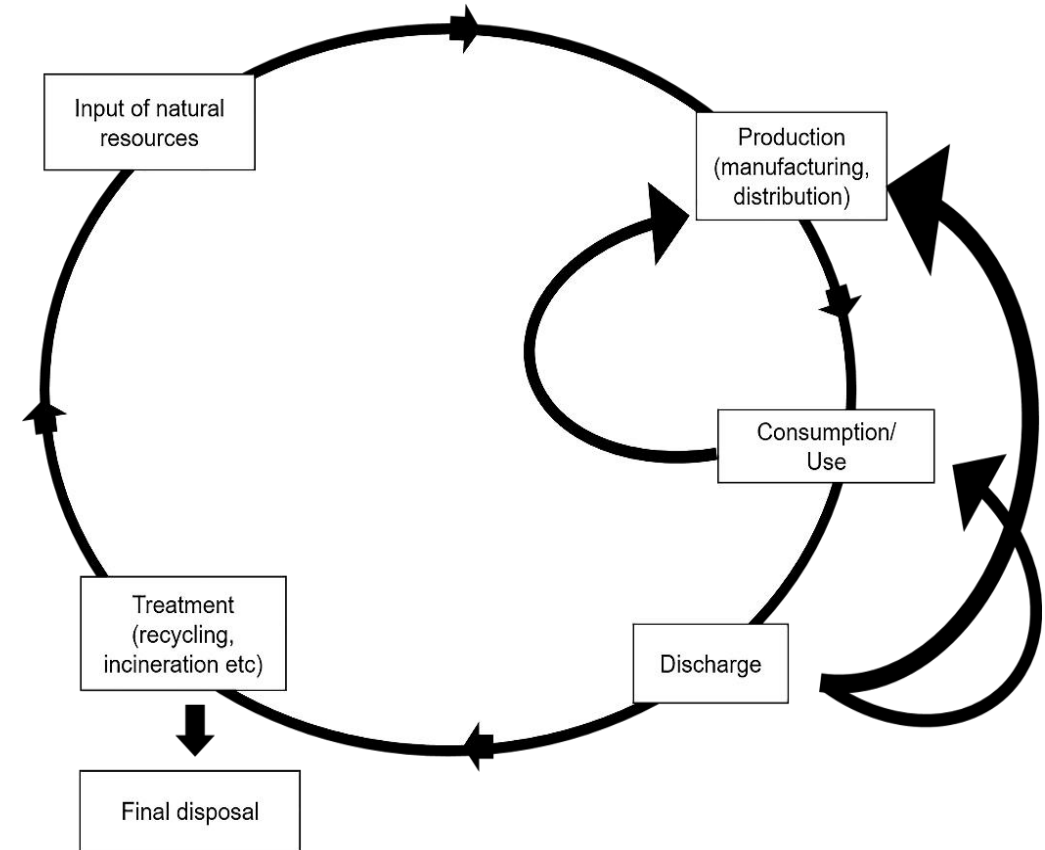 Input of natural
resources
Production
(manufacturing,
distribution)
Consumption/
Use
Discharge
Treatment
(recycling,
incineration etc)
Final disposal